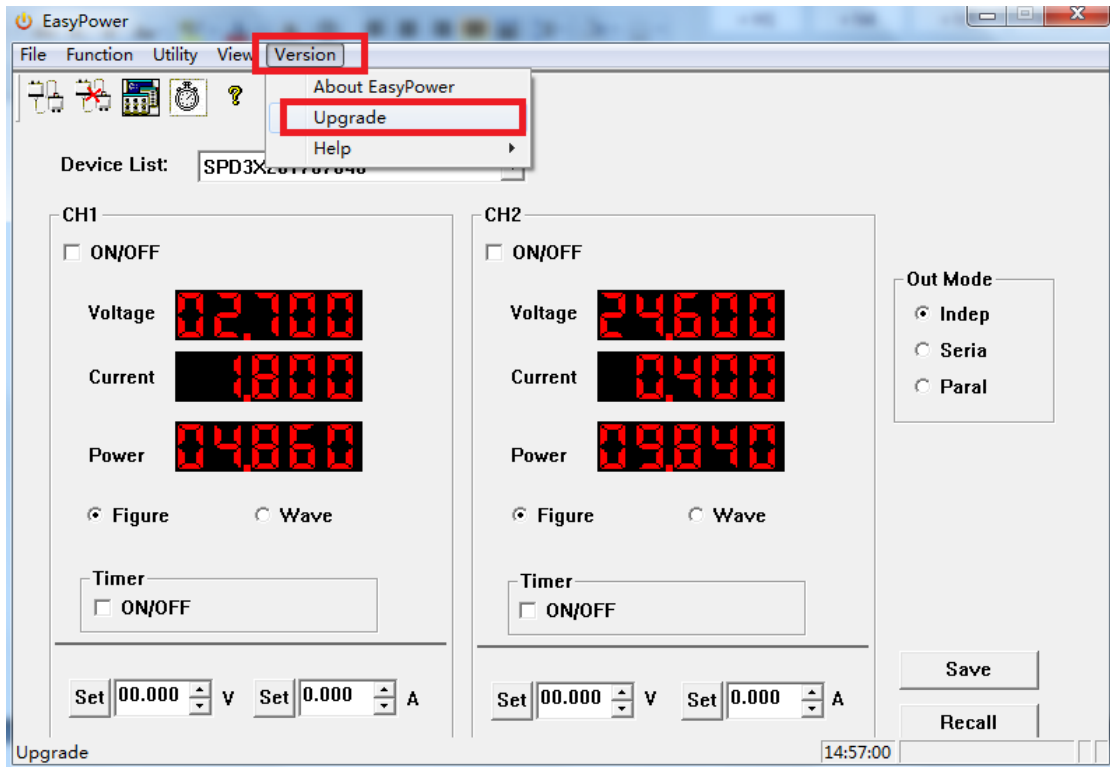 EasyPower
File Function Utility View Version
About EasyPower
Upgrade
Help
Device List:
CH1
ON/OFF
Voltage 02.700
Current 1.800
Power 04.860
Figure Wave
Timer
ON/OFF
Set 00.000 V Set 0.000 A
CH2
ON/OFF
Voltage 24.600
Current 0.400
Power 09.840
Figure Wave
Timer
ON/OFF
Set 00.000 V Set 0.000 A
Out Mode
Indep
Seria
Paral
Save
Recall
Upgrade 14:57:00